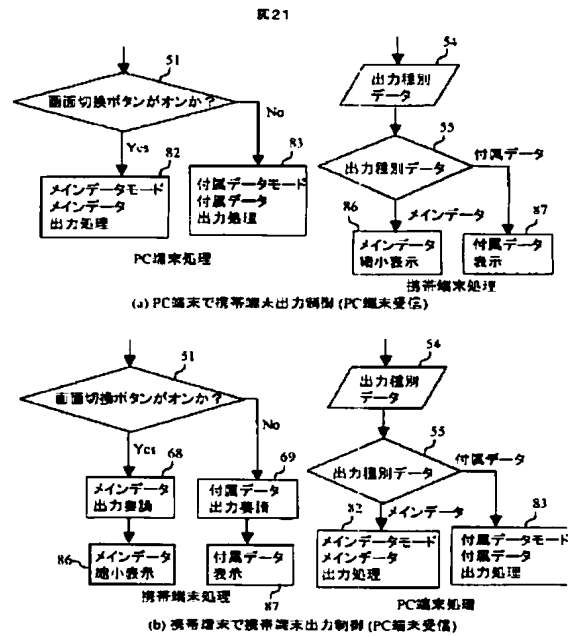 図21
51
画面切換ボタンがオンか?
Yes
No
82
メインデータモード
メインデータ
出力処理
83
付属データモード
付属データ
出力処理
PC端末処理
54
出力種別
データ
55
出力種別データ
付属データ
メインデータ
86
メインデータ
縮小表示
87
付属データ
表示
携帯端末処理
(a) PC端末で携帯端末出力制御 (PC端末受信)
51
画面切換ボタンがオンか?
Yes
No
68
メインデータ
出力要請
69
付属データ
出力要請
86
メインデータ
縮小表示
付属データ
表示
87
携帯端末処理
54
出力種別
データ
55
出力種別データ
付属データ
メインデータ
82
メインデータモード
メインデータ
出力処理
83
付属データモード
付属データ
出力処理
PC端末処理
(b) 携帯端末で携帯端末出力制御 (PC端末受信)